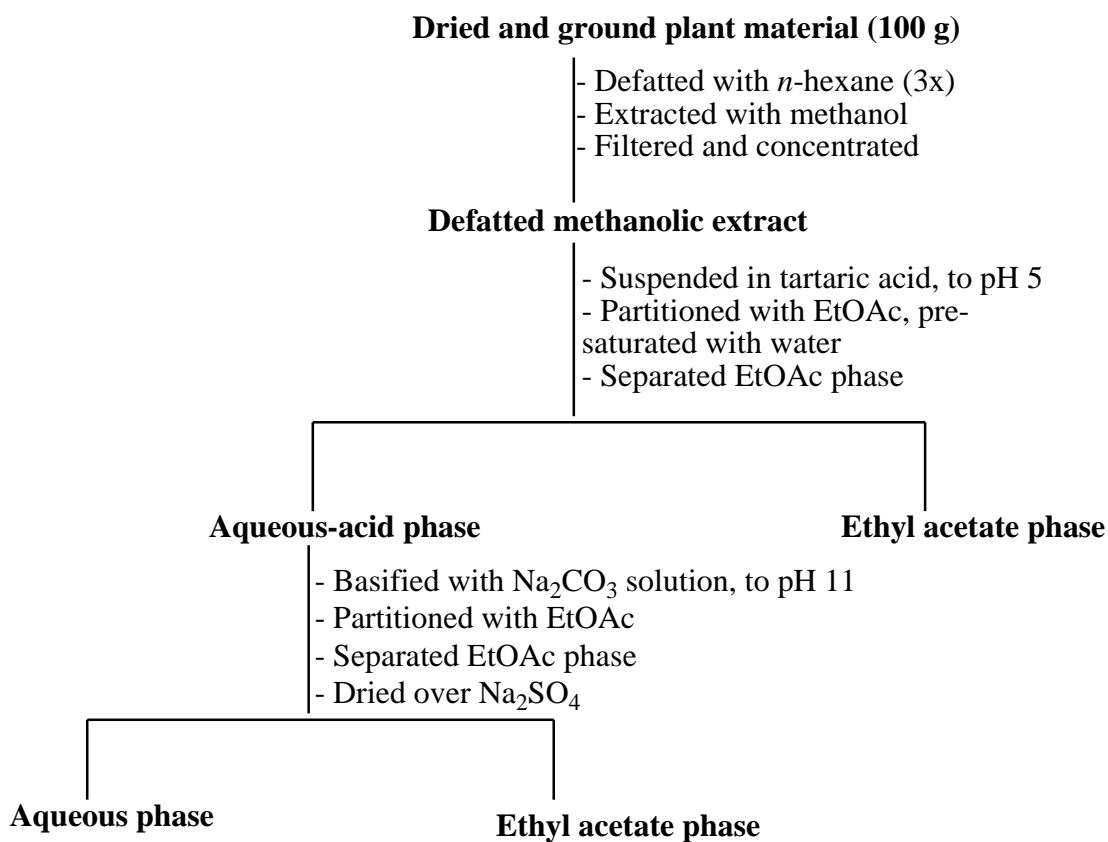 Dried and ground plant material (100 g)
- Defatted with n-hexane (3x)
- Extracted with methanol
- Filtered and concentrated
Defatted methanolic extract
- Suspended in tartaric acid, to pH 5
- Partitioned with EtOAc, pre-
saturated with water
- Separated EtOAc phase
Aqueous-acid phase
Ethyl acetate phase
- Basified with Na₂CO₃ solution, to pH 11
- Partitioned with EtOAc
- Separated EtOAc phase
- Dried over Na₂SO₄
Aqueous phase
Ethyl acetate phase